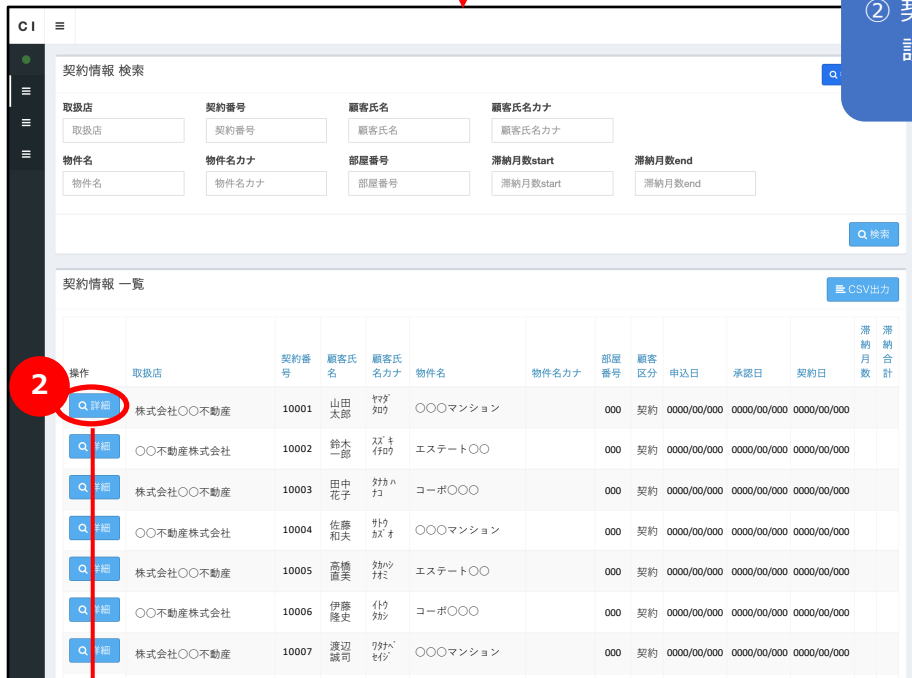 ②
CI
契約情報 検索
取扱店 契約番号 顧客氏名 顧客氏名カナ
取扱店 契約番号 顧客氏名 顧客氏名カナ
物件名 物件名カナ 部屋番号 滞納月数start 滞納月数end
物件名 物件名カナ 部屋番号 滞納月数start 滞納月数end
検索
契約情報 一覧
CSV出力
操作 取扱店 契約番号 顧客氏名 顧客氏名カナ 物件名 物件名カナ 部屋番号 顧客区分 申込日 承認日 契約日 滞納月数 滞納合計
2
詳細 株式会社〇〇不動産 10001 山田太郎 ﾔﾏﾀﾞﾀﾛｳ 〇〇〇マンション 000 契約 0000/00/000 0000/00/000 0000/00/000
詳細 〇〇不動産株式会社 10002 鈴木一郎 ｽｽﾞｷｲﾁﾛｳ エステート〇〇 000 契約 0000/00/000 0000/00/000 0000/00/000
詳細 株式会社〇〇不動産 10003 田中花子 ﾀﾅｶﾊﾅｺ コーポ〇〇〇 000 契約 0000/00/000 0000/00/000 0000/00/000
詳細 〇〇不動産株式会社 10004 佐藤和夫 ｻﾄｳｶｽﾞｵ 〇〇〇マンション 000 契約 0000/00/000 0000/00/000 0000/00/000
詳細 株式会社〇〇不動産 10005 高橋直美 ﾀｶﾊｼﾅｵﾐ エステート〇〇 000 契約 0000/00/000 0000/00/000 0000/00/000
詳細 〇〇不動産株式会社 10006 伊藤隆史 ｲﾄｳﾀｶｼ コーポ〇〇〇 000 契約 0000/00/000 0000/00/000 0000/00/000
詳細 株式会社〇〇不動産 10007 渡辺誠司 ﾜﾀﾅﾍﾞｾｲｼﾞ 〇〇〇マンション 000 契約 0000/00/000 0000/00/000 0000/00/000